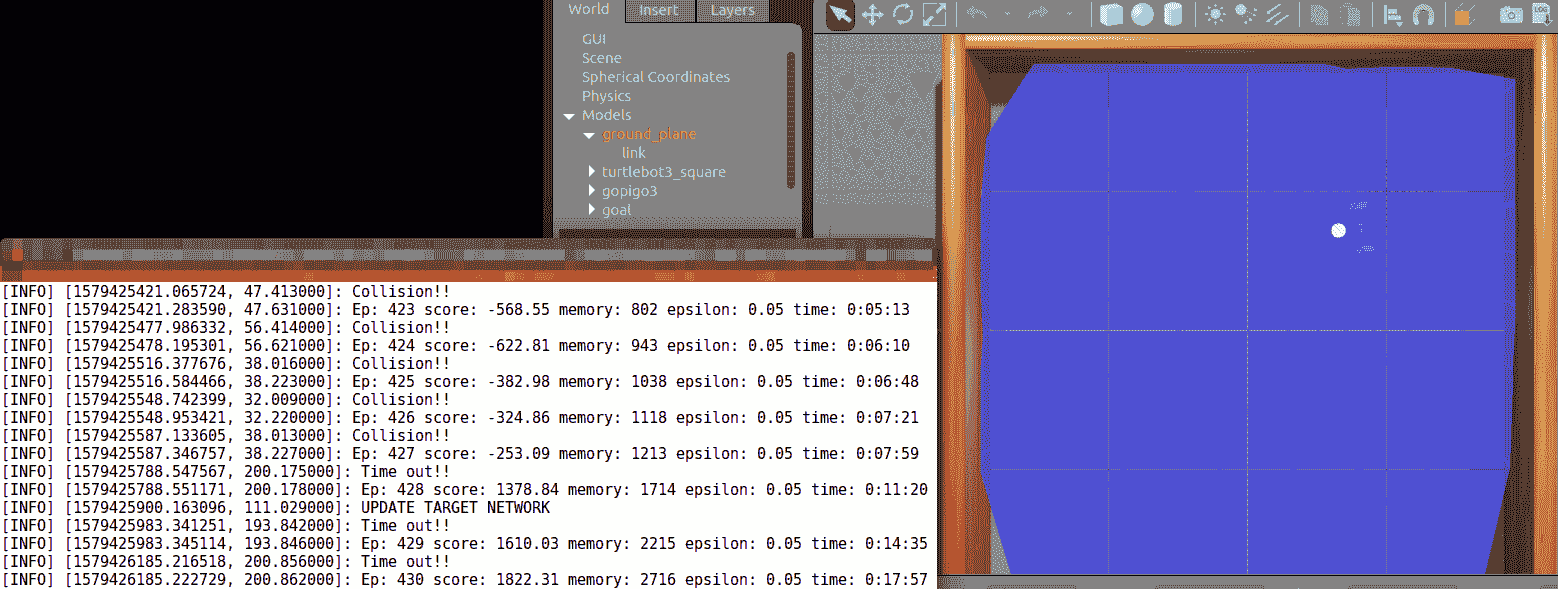 World Insert Layers
GUI
Scene
Spherical Coordinates
Physics
Models
ground_plane
link
turtlebot3_square
gopigo3
goal
LOG
[INFO] [1579425421.065724, 47.413000]: Collision!!
[INFO] [1579425421.283590, 47.631000]: Ep: 423 score: -568.55 memory: 802 epsilon: 0.05 time: 0:05:13
[INFO] [1579425477.986332, 56.414000]: Collision!!
[INFO] [1579425478.195301, 56.621000]: Ep: 424 score: -622.81 memory: 943 epsilon: 0.05 time: 0:06:10
[INFO] [1579425516.377676, 38.016000]: Collision!!
[INFO] [1579425516.584466, 38.223000]: Ep: 425 score: -382.98 memory: 1038 epsilon: 0.05 time: 0:06:48
[INFO] [1579425548.742399, 32.009000]: Collision!!
[INFO] [1579425548.953421, 32.220000]: Ep: 426 score: -324.86 memory: 1118 epsilon: 0.05 time: 0:07:21
[INFO] [1579425587.133605, 38.013000]: Collision!!
[INFO] [1579425587.346757, 38.227000]: Ep: 427 score: -253.09 memory: 1213 epsilon: 0.05 time: 0:07:59
[INFO] [1579425788.547567, 200.175000]: Time out!!
[INFO] [1579425788.551171, 200.178000]: Ep: 428 score: 1378.84 memory: 1714 epsilon: 0.05 time: 0:11:20
[INFO] [1579425900.163096, 111.029000]: UPDATE TARGET NETWORK
[INFO] [1579425983.341251, 193.842000]: Time out!!
[INFO] [1579425983.345114, 193.846000]: Ep: 429 score: 1610.03 memory: 2215 epsilon: 0.05 time: 0:14:35
[INFO] [1579426185.216518, 200.856000]: Time out!!
[INFO] [1579426185.222729, 200.862000]: Ep: 430 score: 1822.31 memory: 2716 epsilon: 0.05 time: 0:17:57